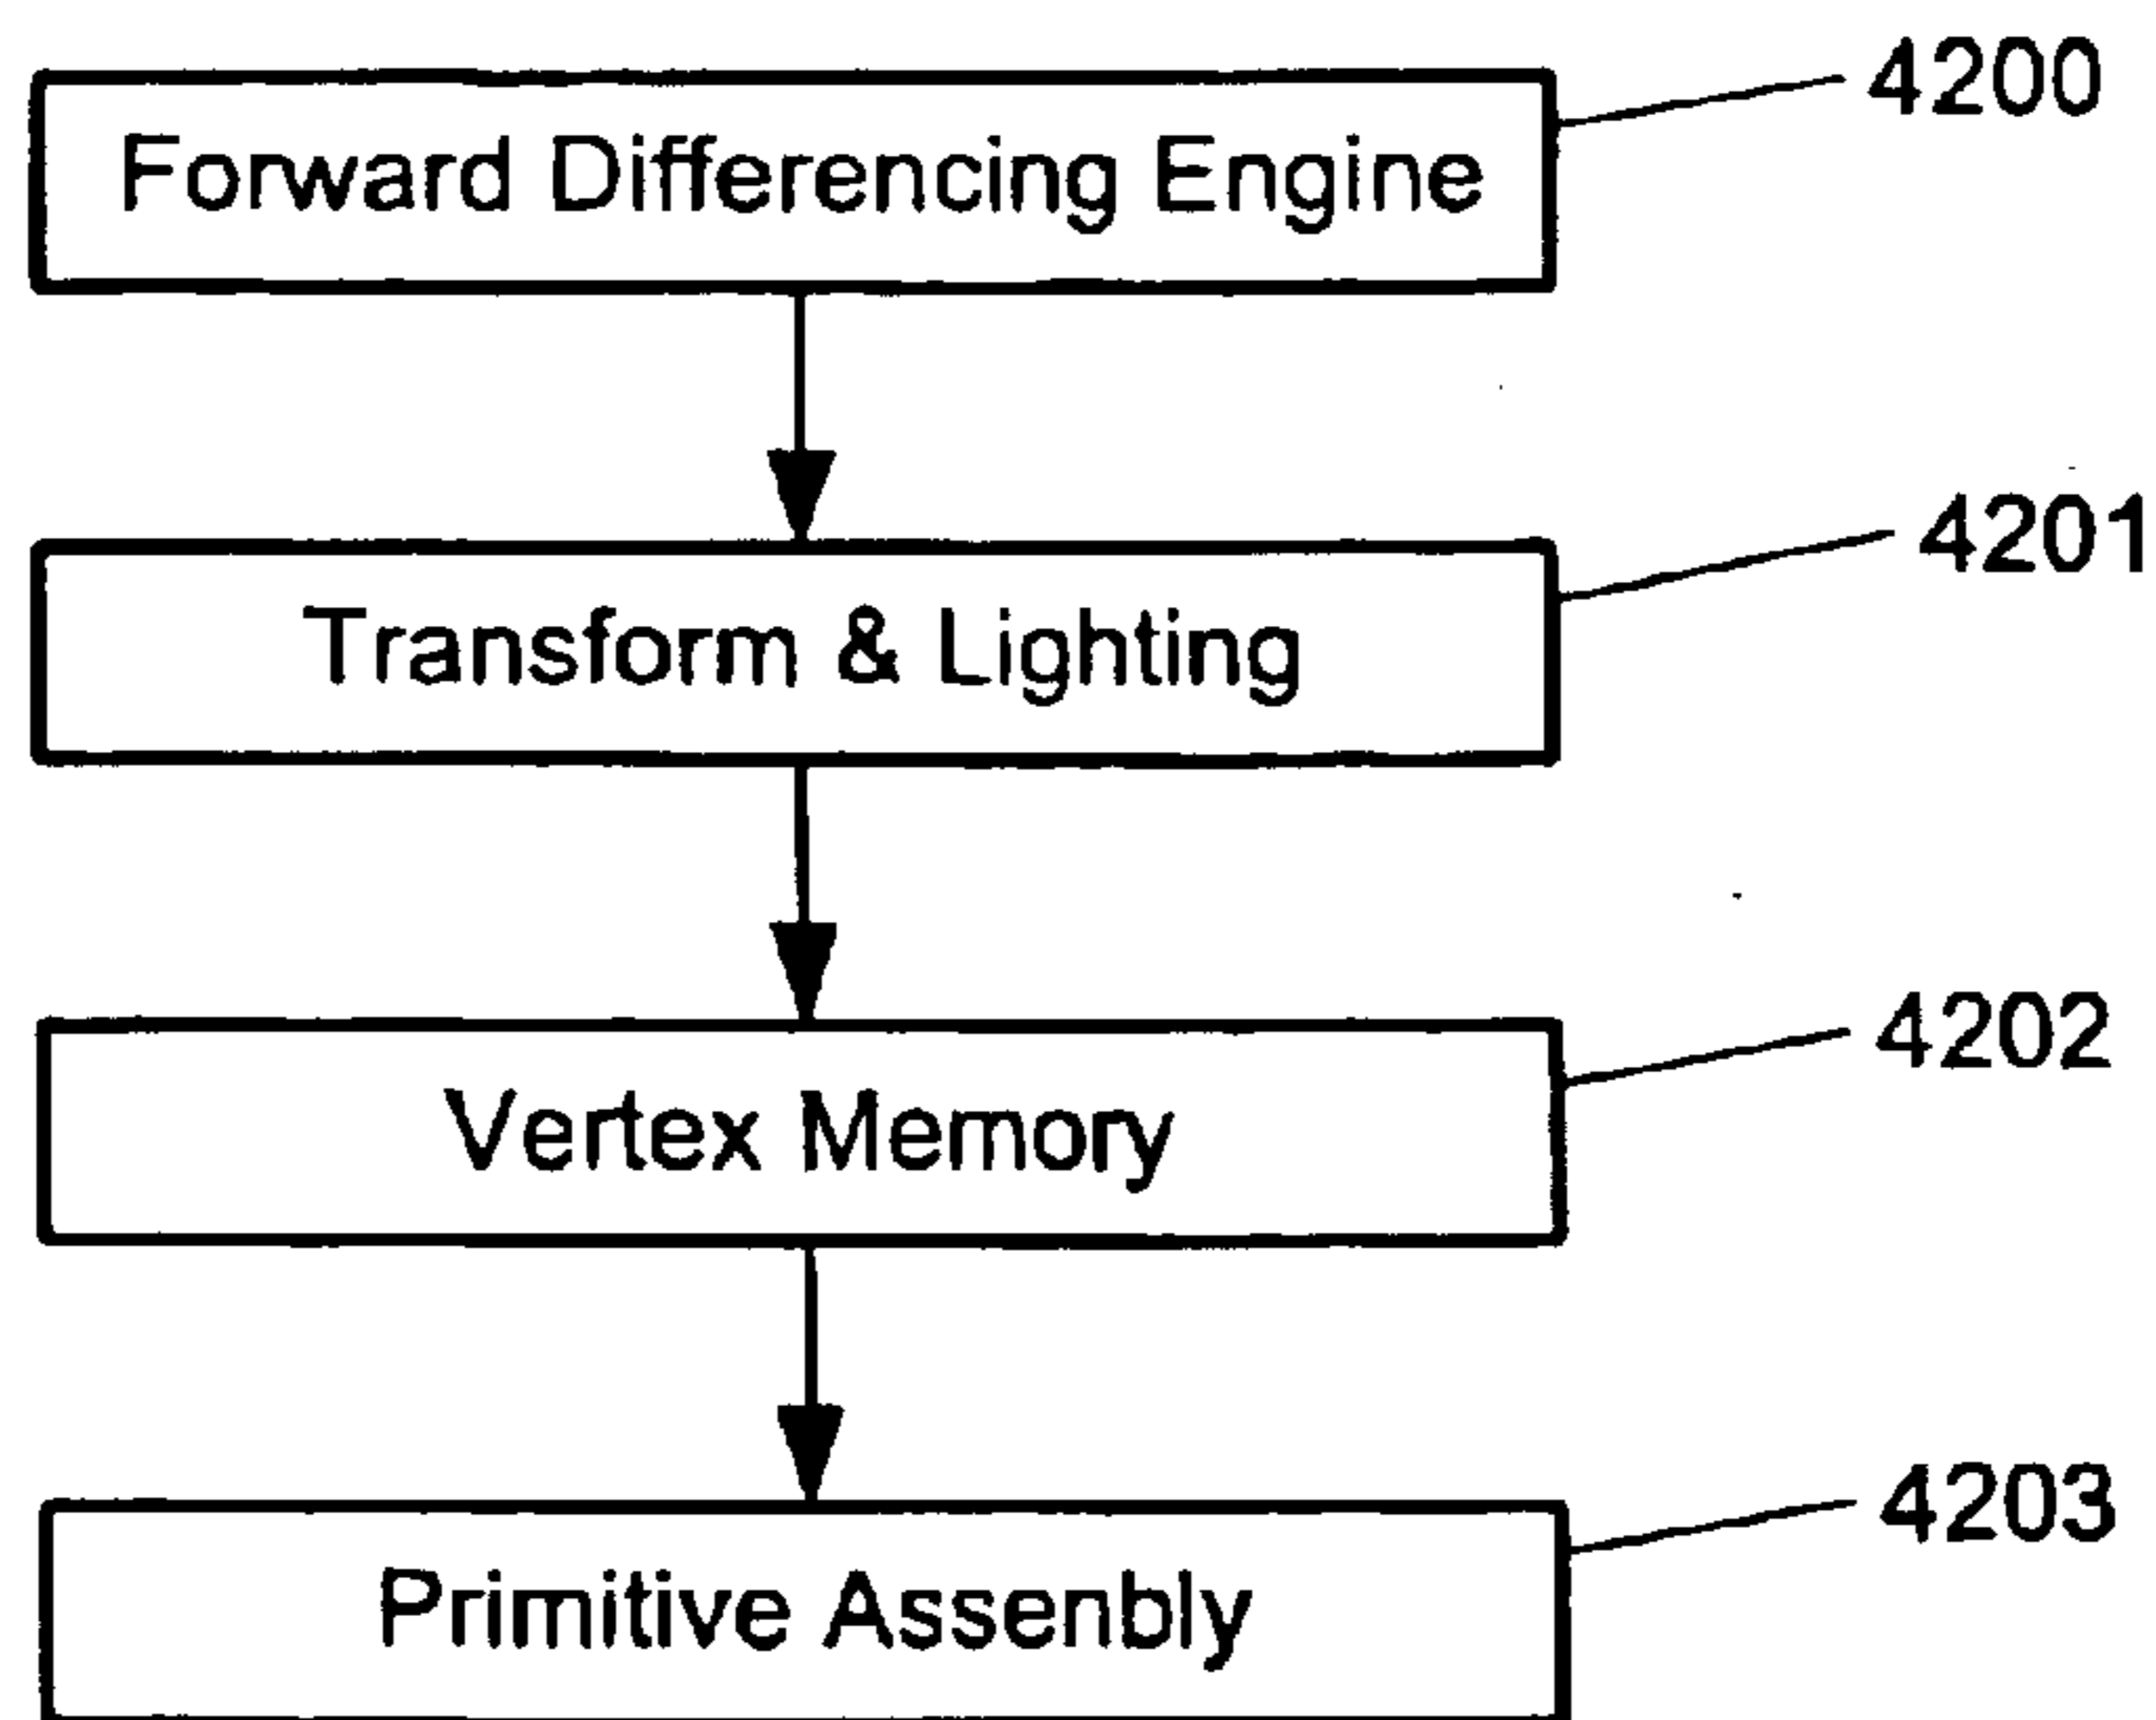 4200
Forward Differencing Engine
4201
Transform & Lighting
4202
Vertex Memory
4203
Primitive Assenbly